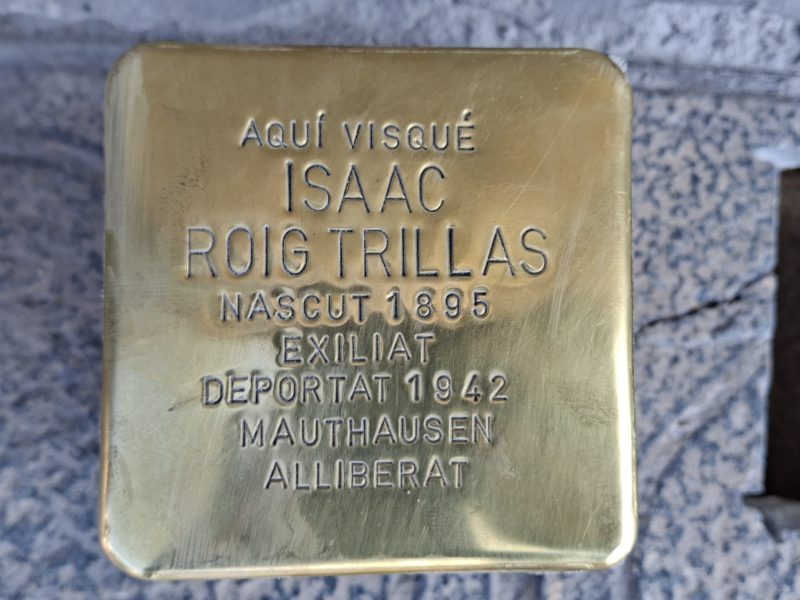 AQUÍ VISQUÉ
ISAAC
ROIG TRILLAS
NASCUT 1895
EXILIAT
DEPORTAT 1942
MAUTHAUSEN
ALLIBERAT